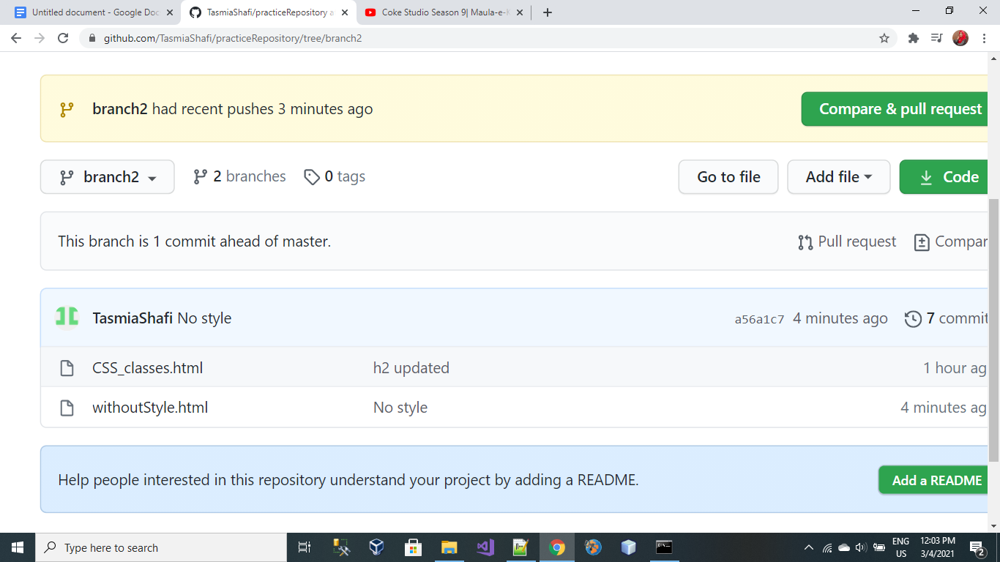 Untitled document - Google Doc
TasmiaShafi/practiceRepository a
Coke Studio Season 9| Maula-e-K
github.com/TasmiaShafi/practiceRepository/tree/branch2
branch2 had recent pushes 3 minutes ago
Compare & pull request
branch2
2 branches
0 tags
Go to file
Add file
Code
This branch is 1 commit ahead of master.
Pull request
Compar
TasmiaShafi No style
a56a1c7 4 minutes ago
7 commit
CSS_classes.html
h2 updated
1 hour ag
withoutStyle.html
No style
4 minutes ag
Help people interested in this repository understand your project by adding a README.
Add a README
Type here to search
ENG
US
12:03 PM
3/4/2021
2